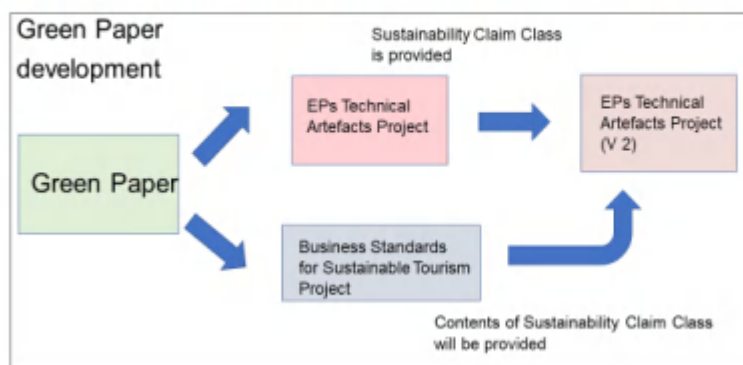 Green Paper
development
Sustainability Claim Class
is provided
EPs Technical
Artefacts Project
EPs Technical
Artefacts Project
(V 2)
Green Paper
Business Standards
for Sustainable Tourism
Project
Contents of Sustainability Claim Class
will be provided